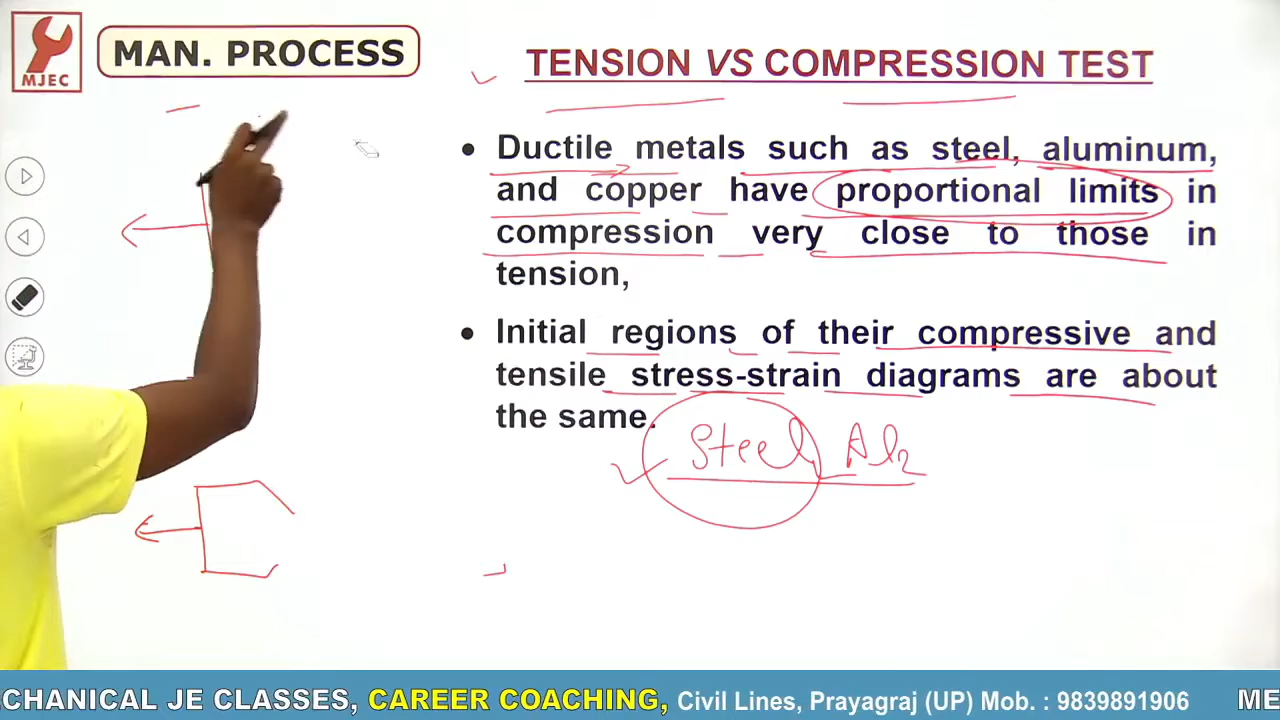 MJEC
MAN. PROCESS
TENSION VS COMPRESSION TEST
• Ductile metals such as steel, aluminum,
and copper have proportional limits in
compression very close to those in
tension,
• Initial regions of their compressive and
tensile stress-strain diagrams are about
the same.
Steel, Al2
CHANICAL JE CLASSES, CAREER COACHING, Civil Lines, Prayagraj (UP) Mob. : 9839891906 ME